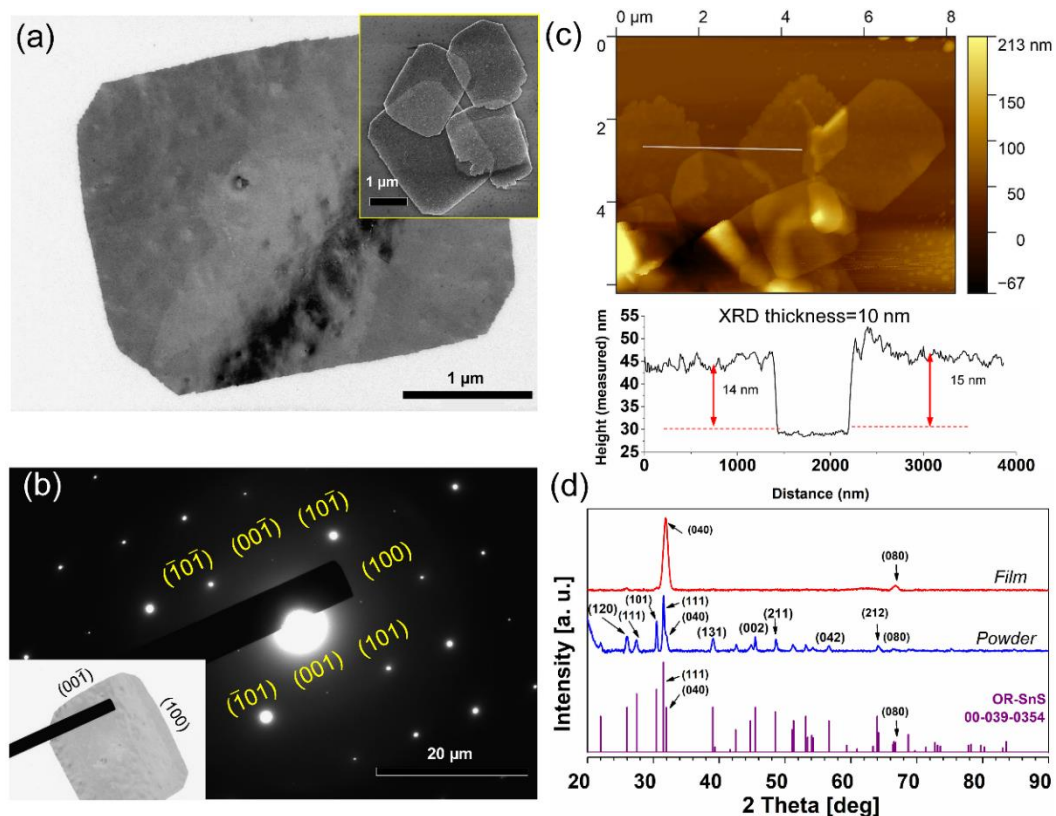 (a)
1 µm
1 µm
(b)
(1̄01̄)
(001̄)
(101̄)
(100)
(1̄01)
(001)
(101)
(001̄)
(100)
20 µm
(c)
0 µm 2 4 6 8
0
2
4
213 nm
150
100
50
0
−67
XRD thickness=10 nm
Height (measured) nm
55
50
45
40
35
30
25
14 nm
15 nm
0 1000 2000 3000 4000
Distance (nm)
(d)
Intensity [a. u.]
(040)
(080)
Film
(120)
(111)
(101)
(111)
(040)
(131)
(002)
(211)
(042)
(212)
(080)
Powder
(111)
(040)
(080)
OR-SnS
00-039-0354
20 30 40 50 60 70 80 90
2 Theta [deg]